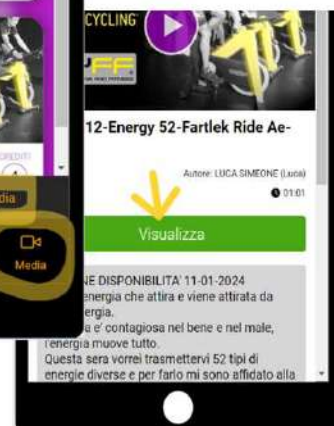 CYCLING
FF
12-Energy 52-Fartlek Ride Ae-
Autore: LUCA SIMEONE (Luca)
01:01
Visualizza
CREDITI
dia
Media
NE DISPONIBILITA' 11-01-2024
energia che attira e viene attirata da
ergia.
a e' contagiosa nel bene e nel male,
l'energia muove tutto.
Questa sera vorrei trasmettervi 52 tipi di
energie diverse e per farlo mi sono affidato alla